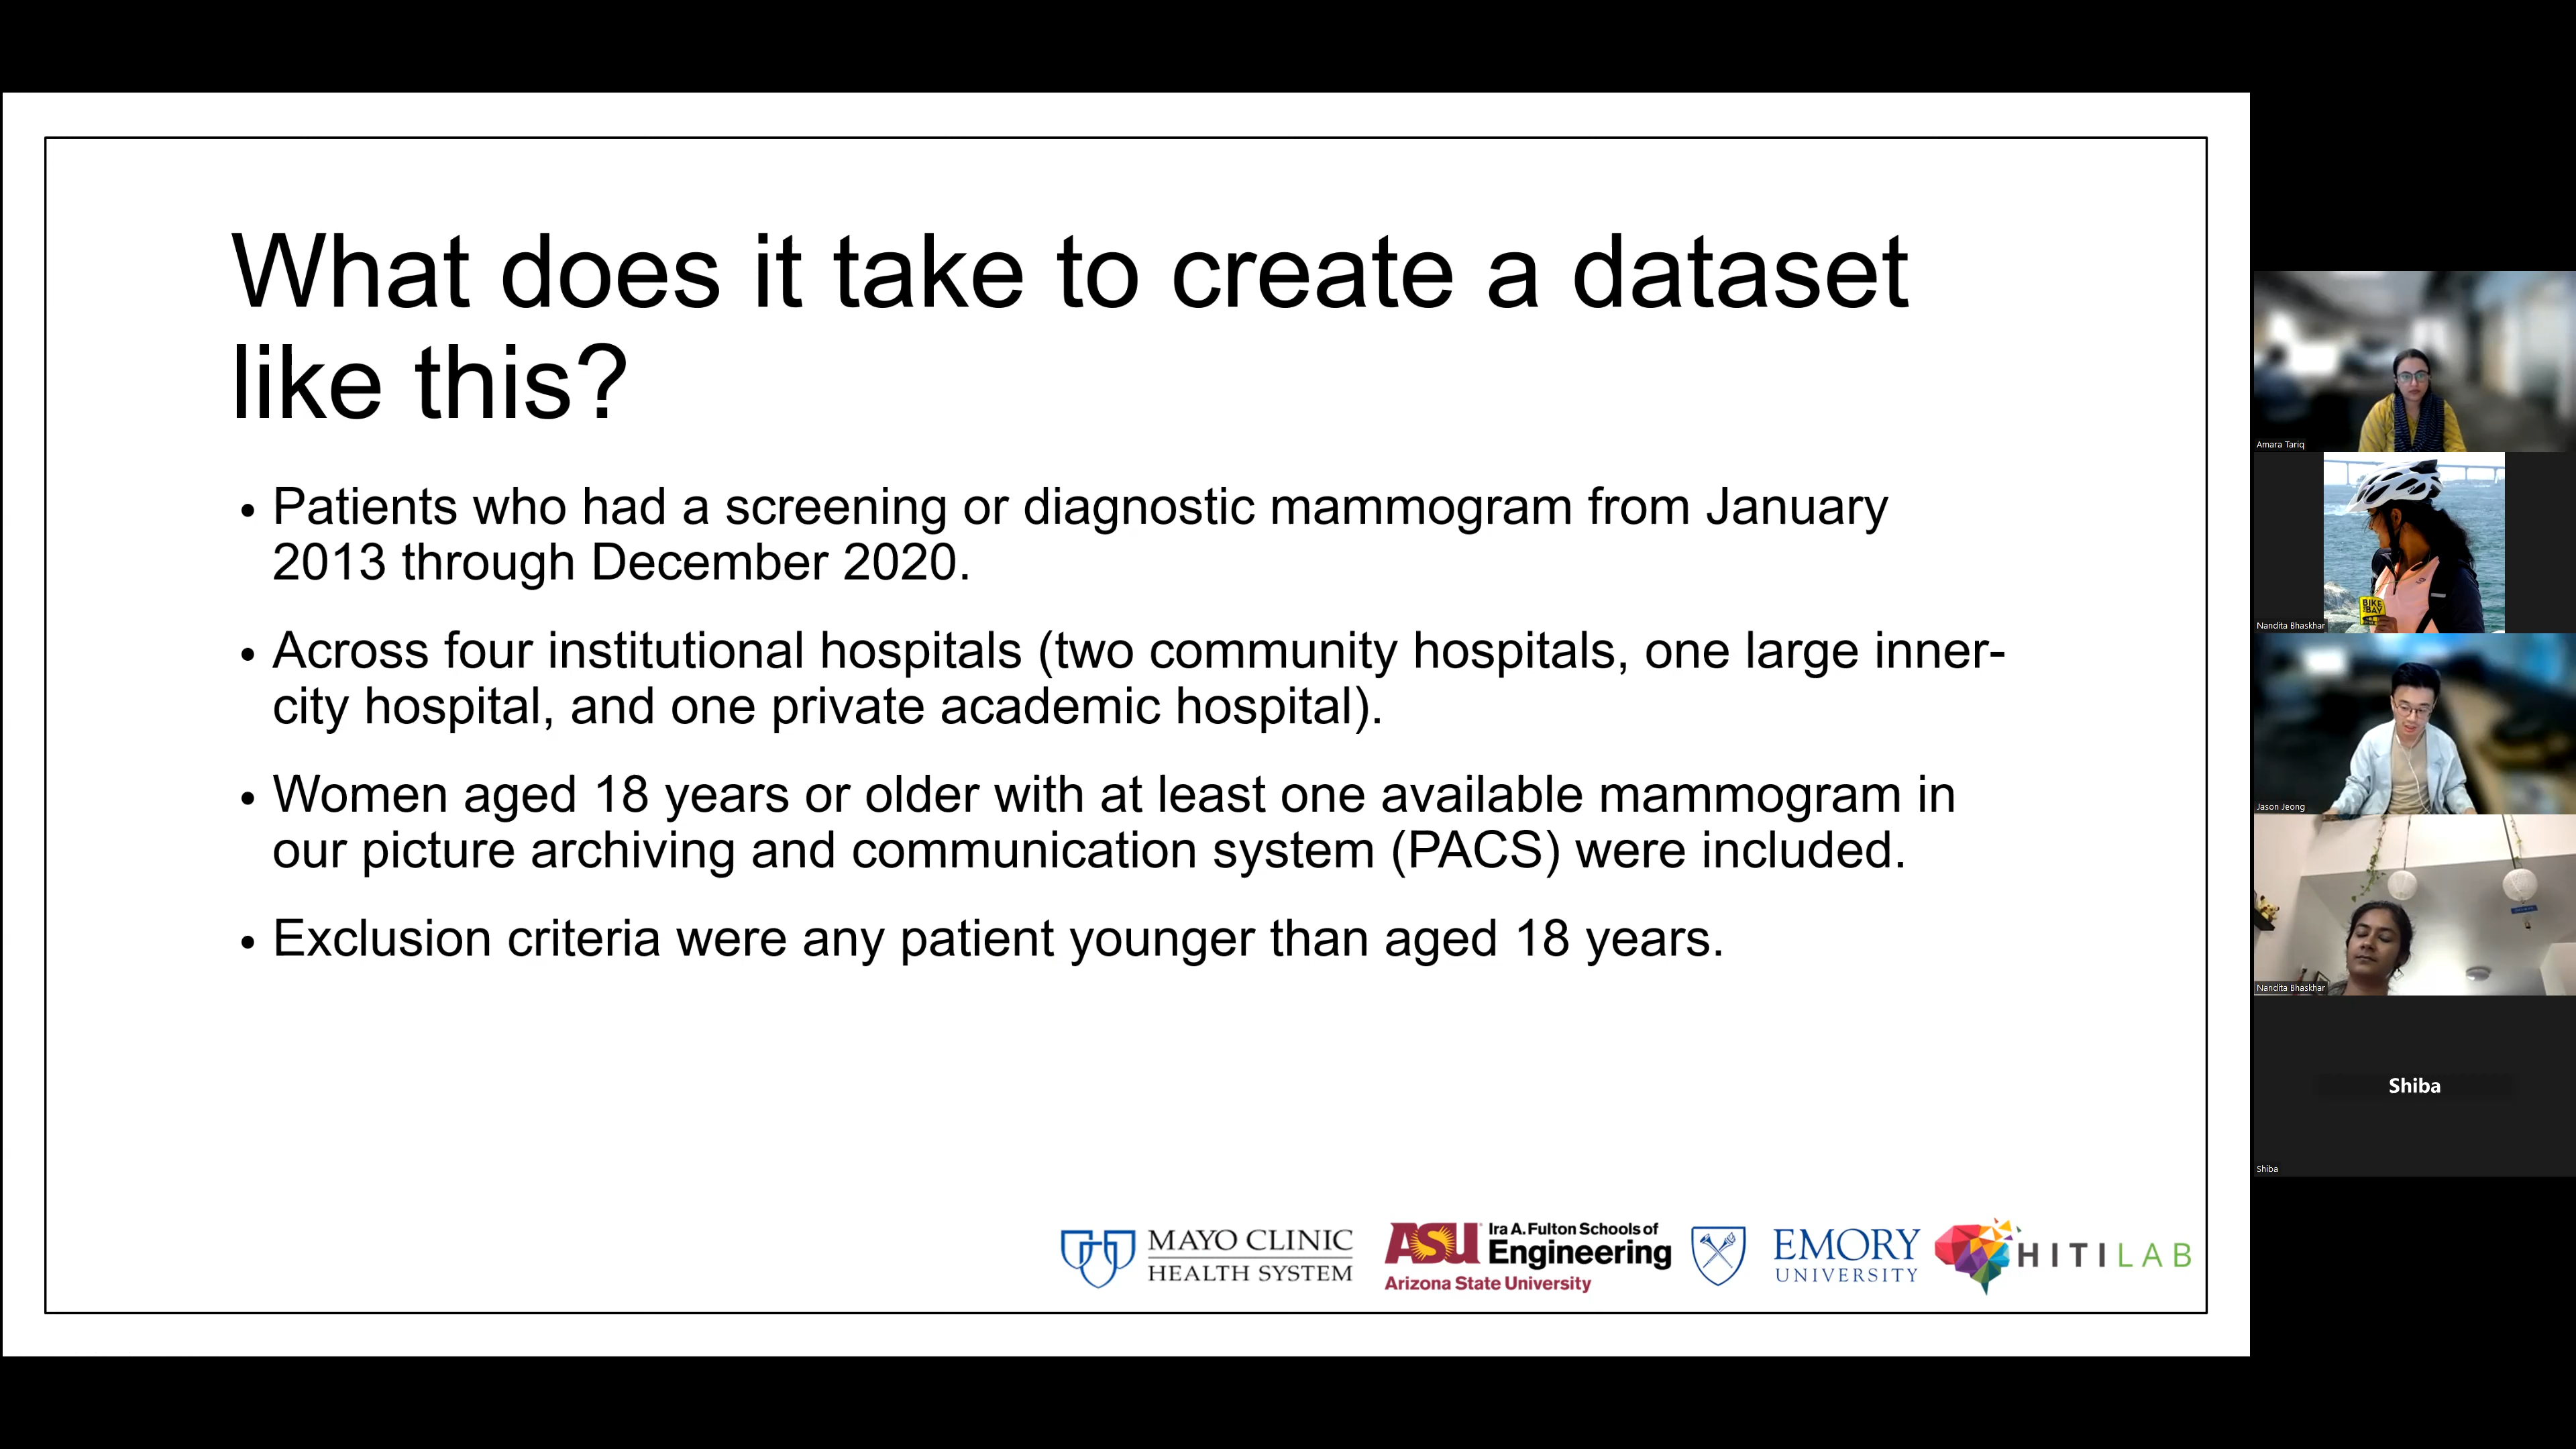 What does it take to create a dataset
like this?
• Patients who had a screening or diagnostic mammogram from January
2013 through December 2020.
• Across four institutional hospitals (two community hospitals, one large inner-
city hospital, and one private academic hospital).
• Women aged 18 years or older with at least one available mammogram in
our picture archiving and communication system (PACS) were included.
• Exclusion criteria were any patient younger than aged 18 years.
MAYO CLINIC
HEALTH SYSTEM
ASU Ira A. Fulton Schools of
Engineering
Arizona State University
EMORY
UNIVERSITY
HITILAB
Amara Tariq
BIKE
BAY
Nandita Bhaskhar
Jason Jeong
Nandita Bhaskhar
Shiba
Shiba